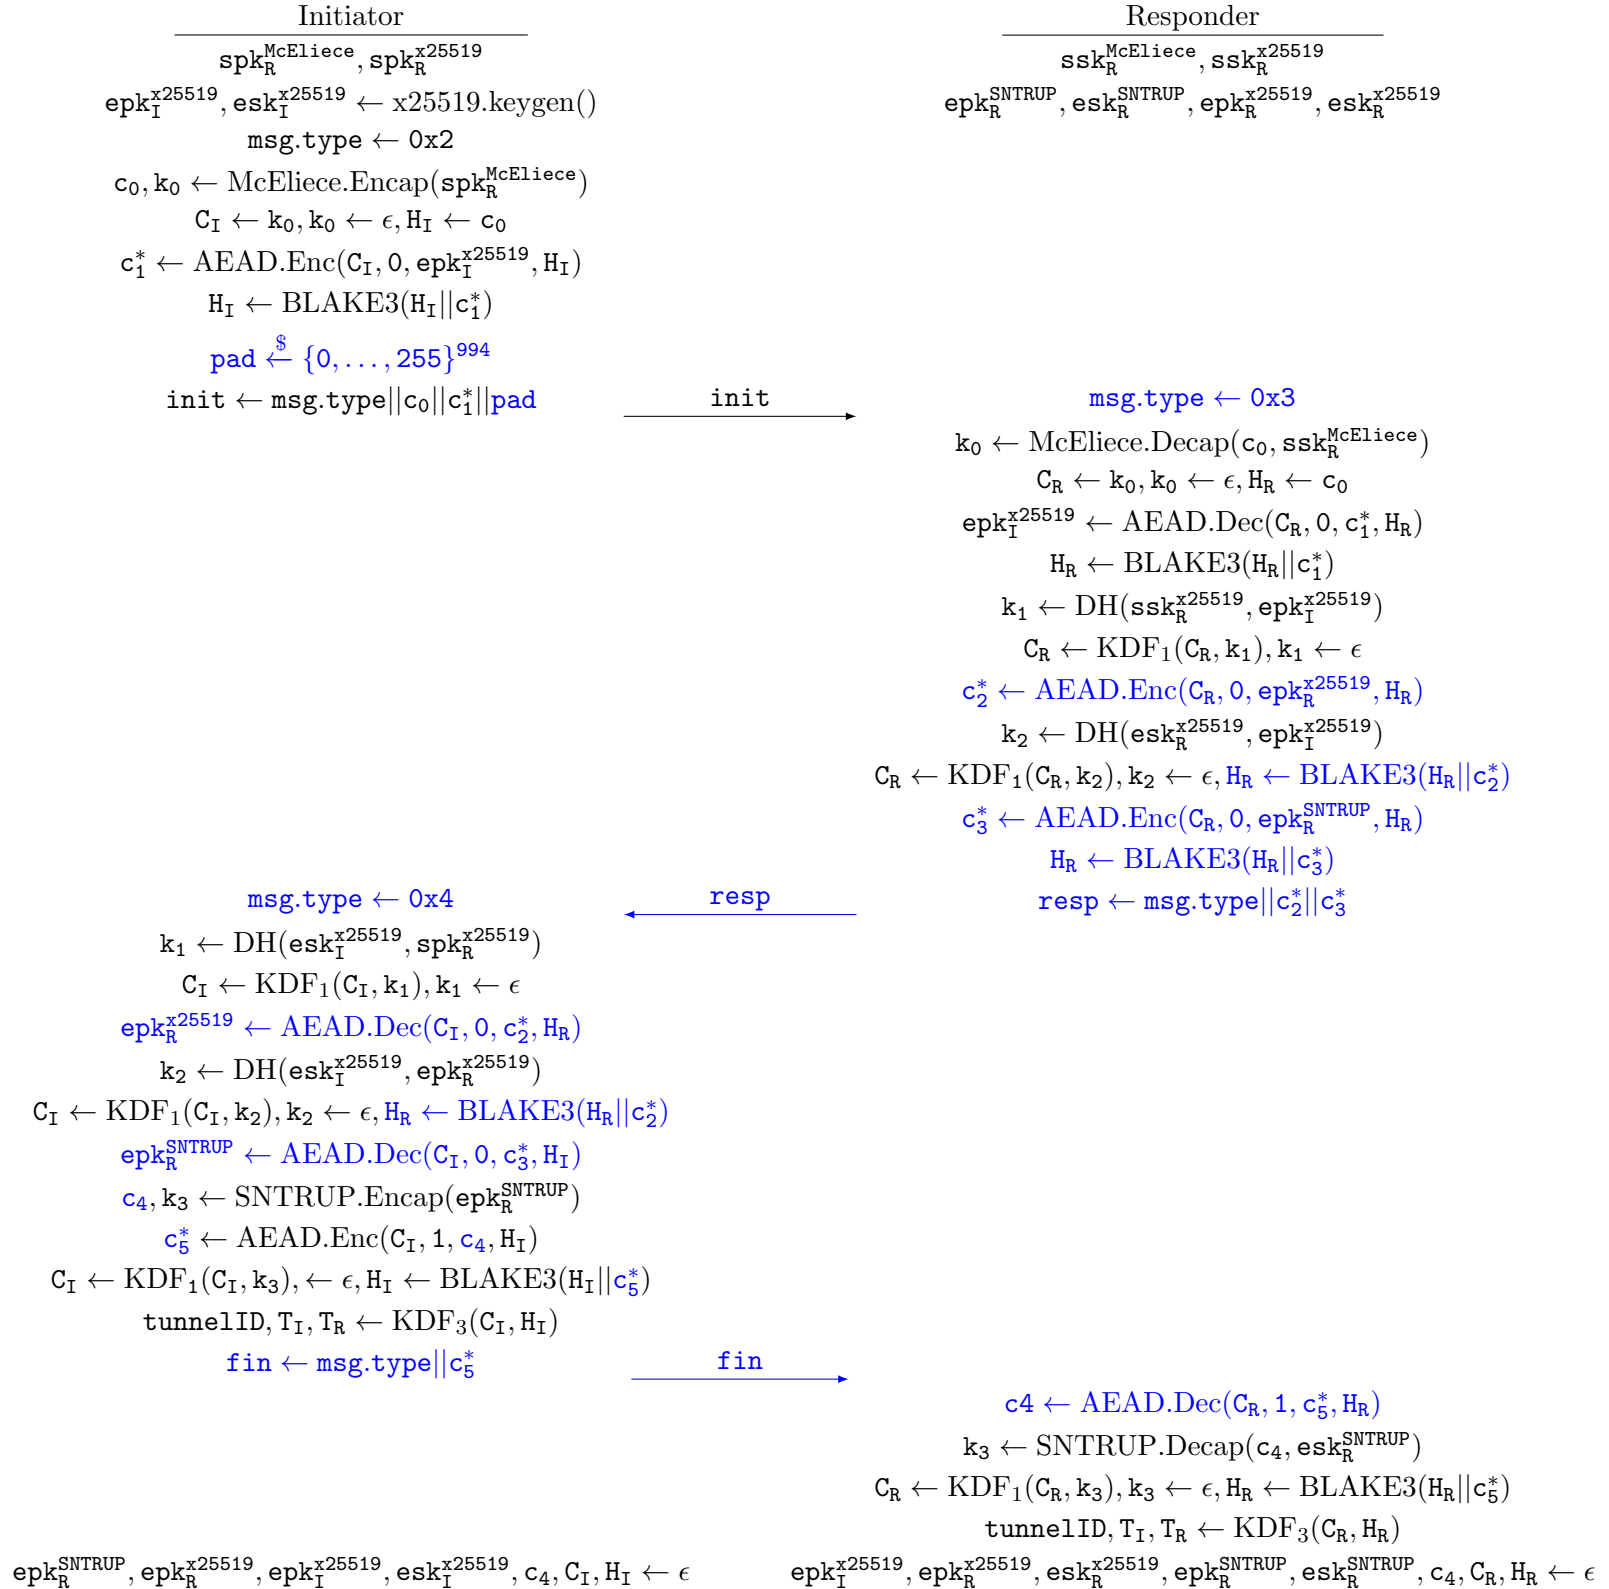 Initiator
spk_R^McEliece, spk_R^x25519
epk_I^x25519, esk_I^x25519 ← x25519.keygen()
msg.type ← 0x2
c_0, k_0 ← McEliece.Encap(spk_R^McEliece)
C_I ← k_0, k_0 ← ϵ, H_I ← c_0
c_1^* ← AEAD.Enc(C_I, 0, epk_I^x25519, H_I)
H_I ← BLAKE3(H_I||c_1^*)
pad ←$ {0, …, 255}^994
init ← msg.type||c_0||c_1^*||pad
init
Responder
ssk_R^McEliece, ssk_R^x25519
epk_R^SNTRUP, esk_R^SNTRUP, epk_R^x25519, esk_R^x25519
msg.type ← 0x3
k_0 ← McEliece.Decap(c_0, ssk_R^McEliece)
C_R ← k_0, k_0 ← ϵ, H_R ← c_0
epk_I^x25519 ← AEAD.Dec(C_R, 0, c_1^*, H_R)
H_R ← BLAKE3(H_R||c_1^*)
k_1 ← DH(ssk_R^x25519, epk_I^x25519)
C_R ← KDF_1(C_R, k_1), k_1 ← ϵ
c_2^* ← AEAD.Enc(C_R, 0, epk_R^x25519, H_R)
k_2 ← DH(esk_R^x25519, epk_I^x25519)
C_R ← KDF_1(C_R, k_2), k_2 ← ϵ, H_R ← BLAKE3(H_R||c_2^*)
c_3^* ← AEAD.Enc(C_R, 0, epk_R^SNTRUP, H_R)
H_R ← BLAKE3(H_R||c_3^*)
resp ← msg.type||c_2^*||c_3^*
resp
msg.type ← 0x4
k_1 ← DH(esk_I^x25519, spk_R^x25519)
C_I ← KDF_1(C_I, k_1), k_1 ← ϵ
epk_R^x25519 ← AEAD.Dec(C_I, 0, c_2^*, H_R)
k_2 ← DH(esk_I^x25519, epk_R^x25519)
C_I ← KDF_1(C_I, k_2), k_2 ← ϵ, H_R ← BLAKE3(H_R||c_2^*)
epk_R^SNTRUP ← AEAD.Dec(C_I, 0, c_3^*, H_I)
c_4, k_3 ← SNTRUP.Encap(epk_R^SNTRUP)
c_5^* ← AEAD.Enc(C_I, 1, c_4, H_I)
C_I ← KDF_1(C_I, k_3), ← ϵ, H_I ← BLAKE3(H_I||c_5^*)
tunnelID, T_I, T_R ← KDF_3(C_I, H_I)
fin ← msg.type||c_5^*
fin
c4 ← AEAD.Dec(C_R, 1, c_5^*, H_R)
k_3 ← SNTRUP.Decap(c_4, esk_R^SNTRUP)
C_R ← KDF_1(C_R, k_3), k_3 ← ϵ, H_R ← BLAKE3(H_R||c_5^*)
tunnelID, T_I, T_R ← KDF_3(C_R, H_R)
epk_R^SNTRUP, epk_R^x25519, epk_I^x25519, esk_I^x25519, c_4, C_I, H_I ← ϵ
epk_I^x25519, epk_R^x25519, esk_R^x25519, epk_R^SNTRUP, esk_R^SNTRUP, c_4, C_R, H_R ← ϵ